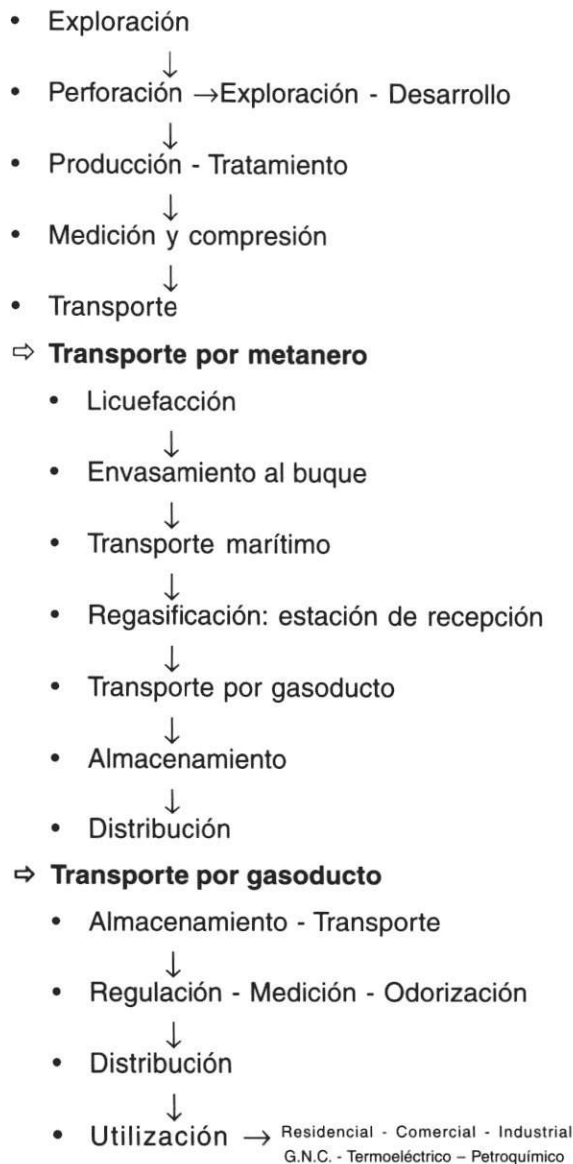 • Exploración
↓
• Perforación →Exploración - Desarrollo
↓
• Producción - Tratamiento
↓
• Medición y compresión
↓
• Transporte
⇨ Transporte por metanero
• Licuefacción
↓
• Envasamiento al buque
↓
• Transporte marítimo
↓
• Regasificación: estación de recepción
↓
• Transporte por gasoducto
↓
• Almacenamiento
↓
• Distribución
⇨ Transporte por gasoducto
• Almacenamiento - Transporte
↓
• Regulación - Medición - Odorización
↓
• Distribución
↓
• Utilización → Residencial - Comercial - Industrial
G.N.C. - Termoeléctrico – Petroquímico